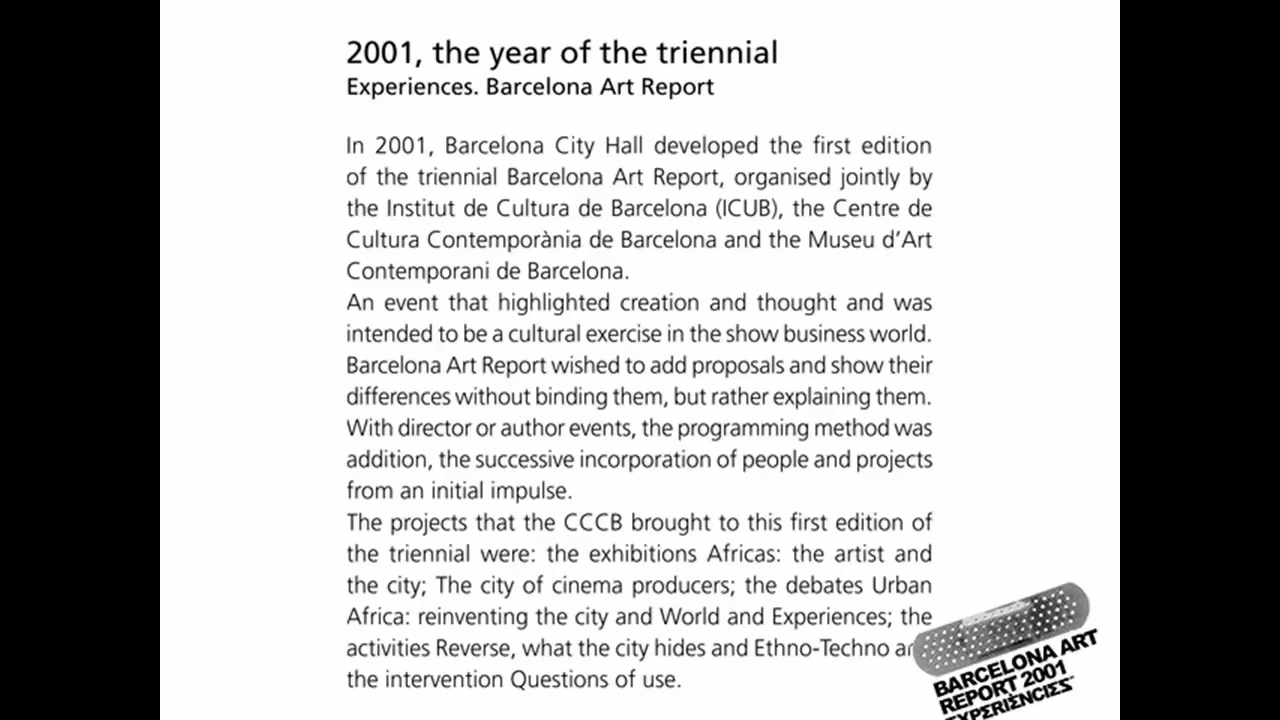 2001, the year of the triennial
Experiences. Barcelona Art Report
In 2001, Barcelona City Hall developed the first edition
of the triennial Barcelona Art Report, organised jointly by
the Institut de Cultura de Barcelona (ICUB), the Centre de
Cultura Contemporània de Barcelona and the Museu d'Art
Contemporani de Barcelona.
An event that highlighted creation and thought and was
intended to be a cultural exercise in the show business world.
Barcelona Art Report wished to add proposals and show their
differences without binding them, but rather explaining them.
With director or author events, the programming method was
addition, the successive incorporation of people and projects
from an initial impulse.
The projects that the CCCB brought to this first edition of
the triennial were: the exhibitions Africas: the artist and
the city; The city of cinema producers; the debates Urban
Africa: reinventing the city and World and Experiences; the
activities Reverse, what the city hides and Ethno-Techno
the intervention Questions of use.
BARCELONA ART
REPORT 2001
EXPERIÈNCIES